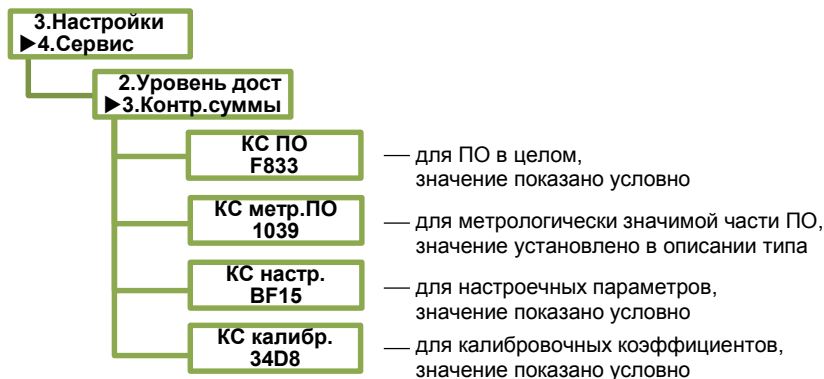 3.Настройки
▶4.Сервис
2.Уровень дост
▶3.Контр.суммы
КС ПО
F833
— для ПО в целом,
значение показано условно
КС метр.ПО
1039
— для метрологически значимой части ПО,
значение установлено в описании типа
КС настр.
BF15
— для настроечных параметров,
значение показано условно
КС калибр.
34D8
— для калибровочных коэффициентов,
значение показано условно